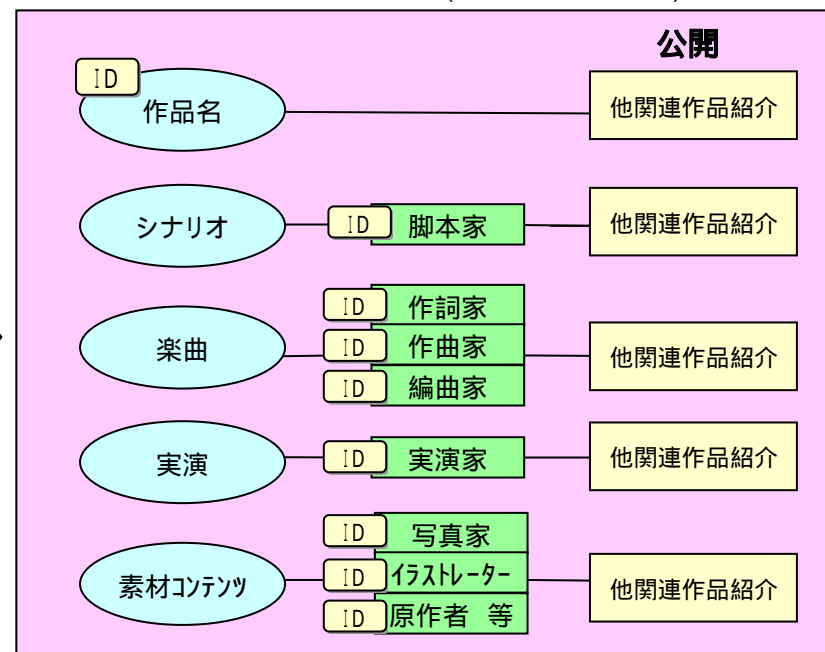 公開
ID
作品名
他関連作品紹介
シナリオ
ID 脚本家
他関連作品紹介
楽曲
ID 作詞家
ID 作曲家
ID 編曲家
他関連作品紹介
実演
ID 実演家
他関連作品紹介
素材ｺﾝﾃﾝﾂ
ID 写真家
ID ｲﾗｽﾄﾚｰﾀｰ
ID 原作者 等
他関連作品紹介